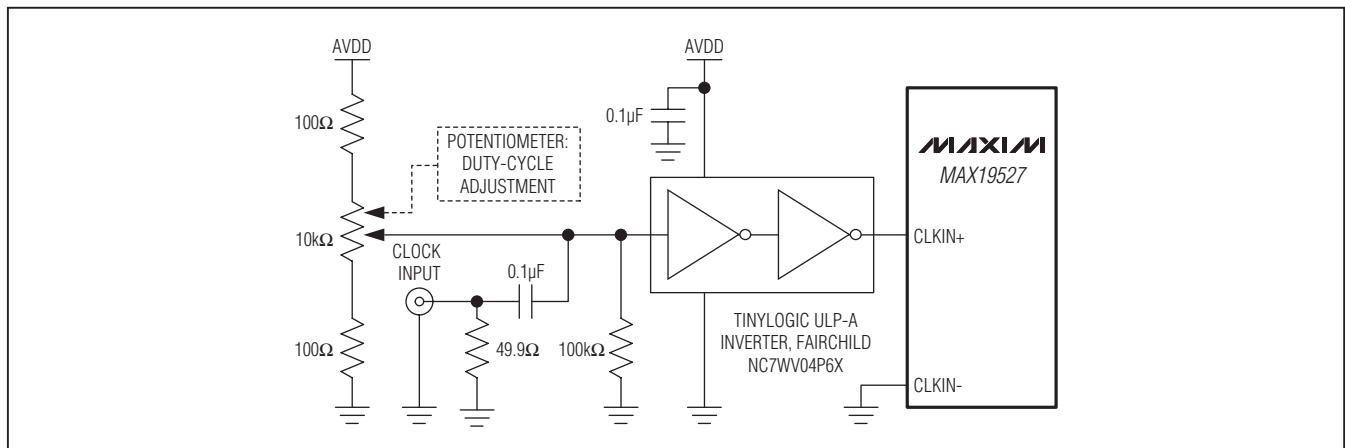 AVDD
100Ω
POTENTIOMETER:
DUTY-CYCLE
ADJUSTMENT
10kΩ
CLOCK
INPUT
0.1µF
49.9Ω
100kΩ
100Ω
AVDD
0.1µF
TINYLOGIC ULP-A
INVERTER, FAIRCHILD
NC7WV04P6X
MAXIM
MAX19527
CLKIN+
CLKIN-